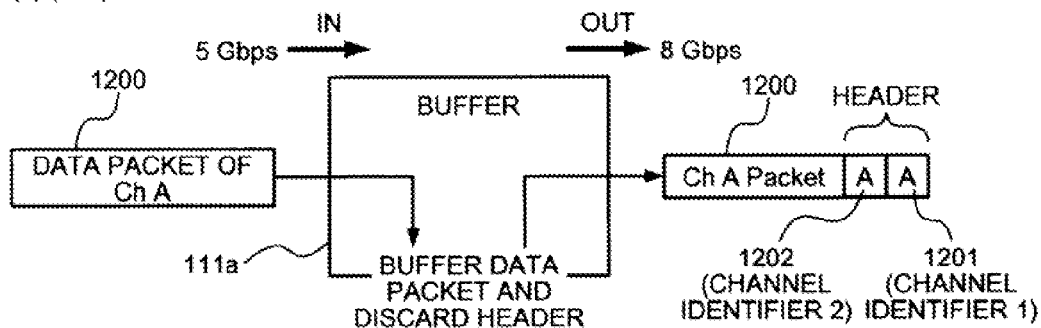 IN
OUT
5 Gbps
8 Gbps
1200
BUFFER
1200
HEADER
DATA PACKET OF
Ch A
Ch A Packet
A
A
111a
BUFFER DATA
PACKET AND
DISCARD HEADER
1202
(CHANNEL
IDENTIFIER 2)
1201
(CHANNEL
IDENTIFIER 1)